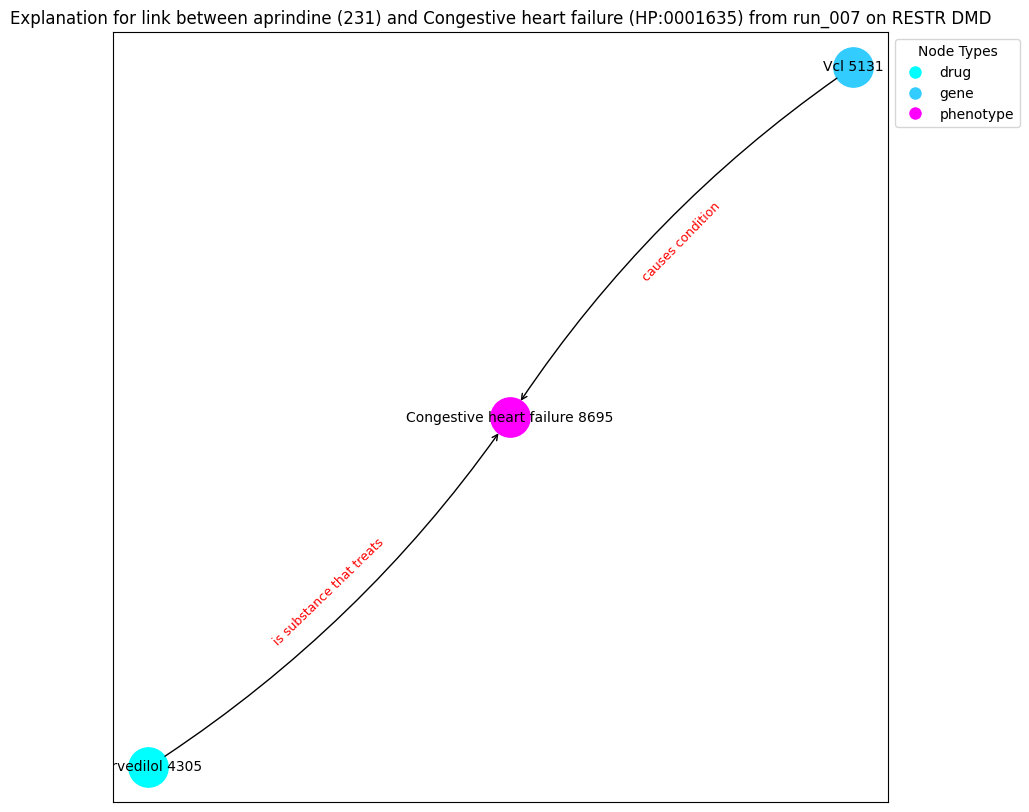 Explanation for link between aprindine (231) and Congestive heart failure (HP:0001635) from run_007 on RESTR DMD
Node Types
drug
gene
phenotype
Vcl 5131
causes condition
Congestive heart failure 8695
is substance that treats
rvedilol 4305